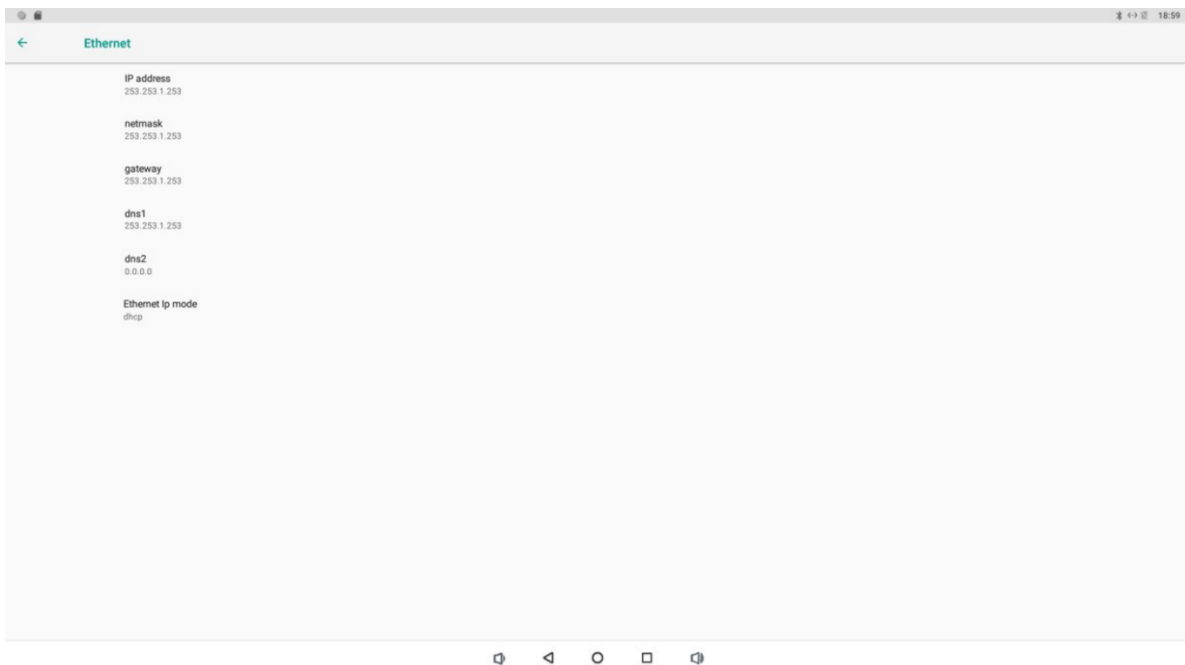 18:59
Ethernet
IP address
253.253.1.253
netmask
253.253.1.253
gateway
253.253.1.253
dns1
253.253.1.253
dns2
0.0.0.0
Ethernet Ip mode
dhcp